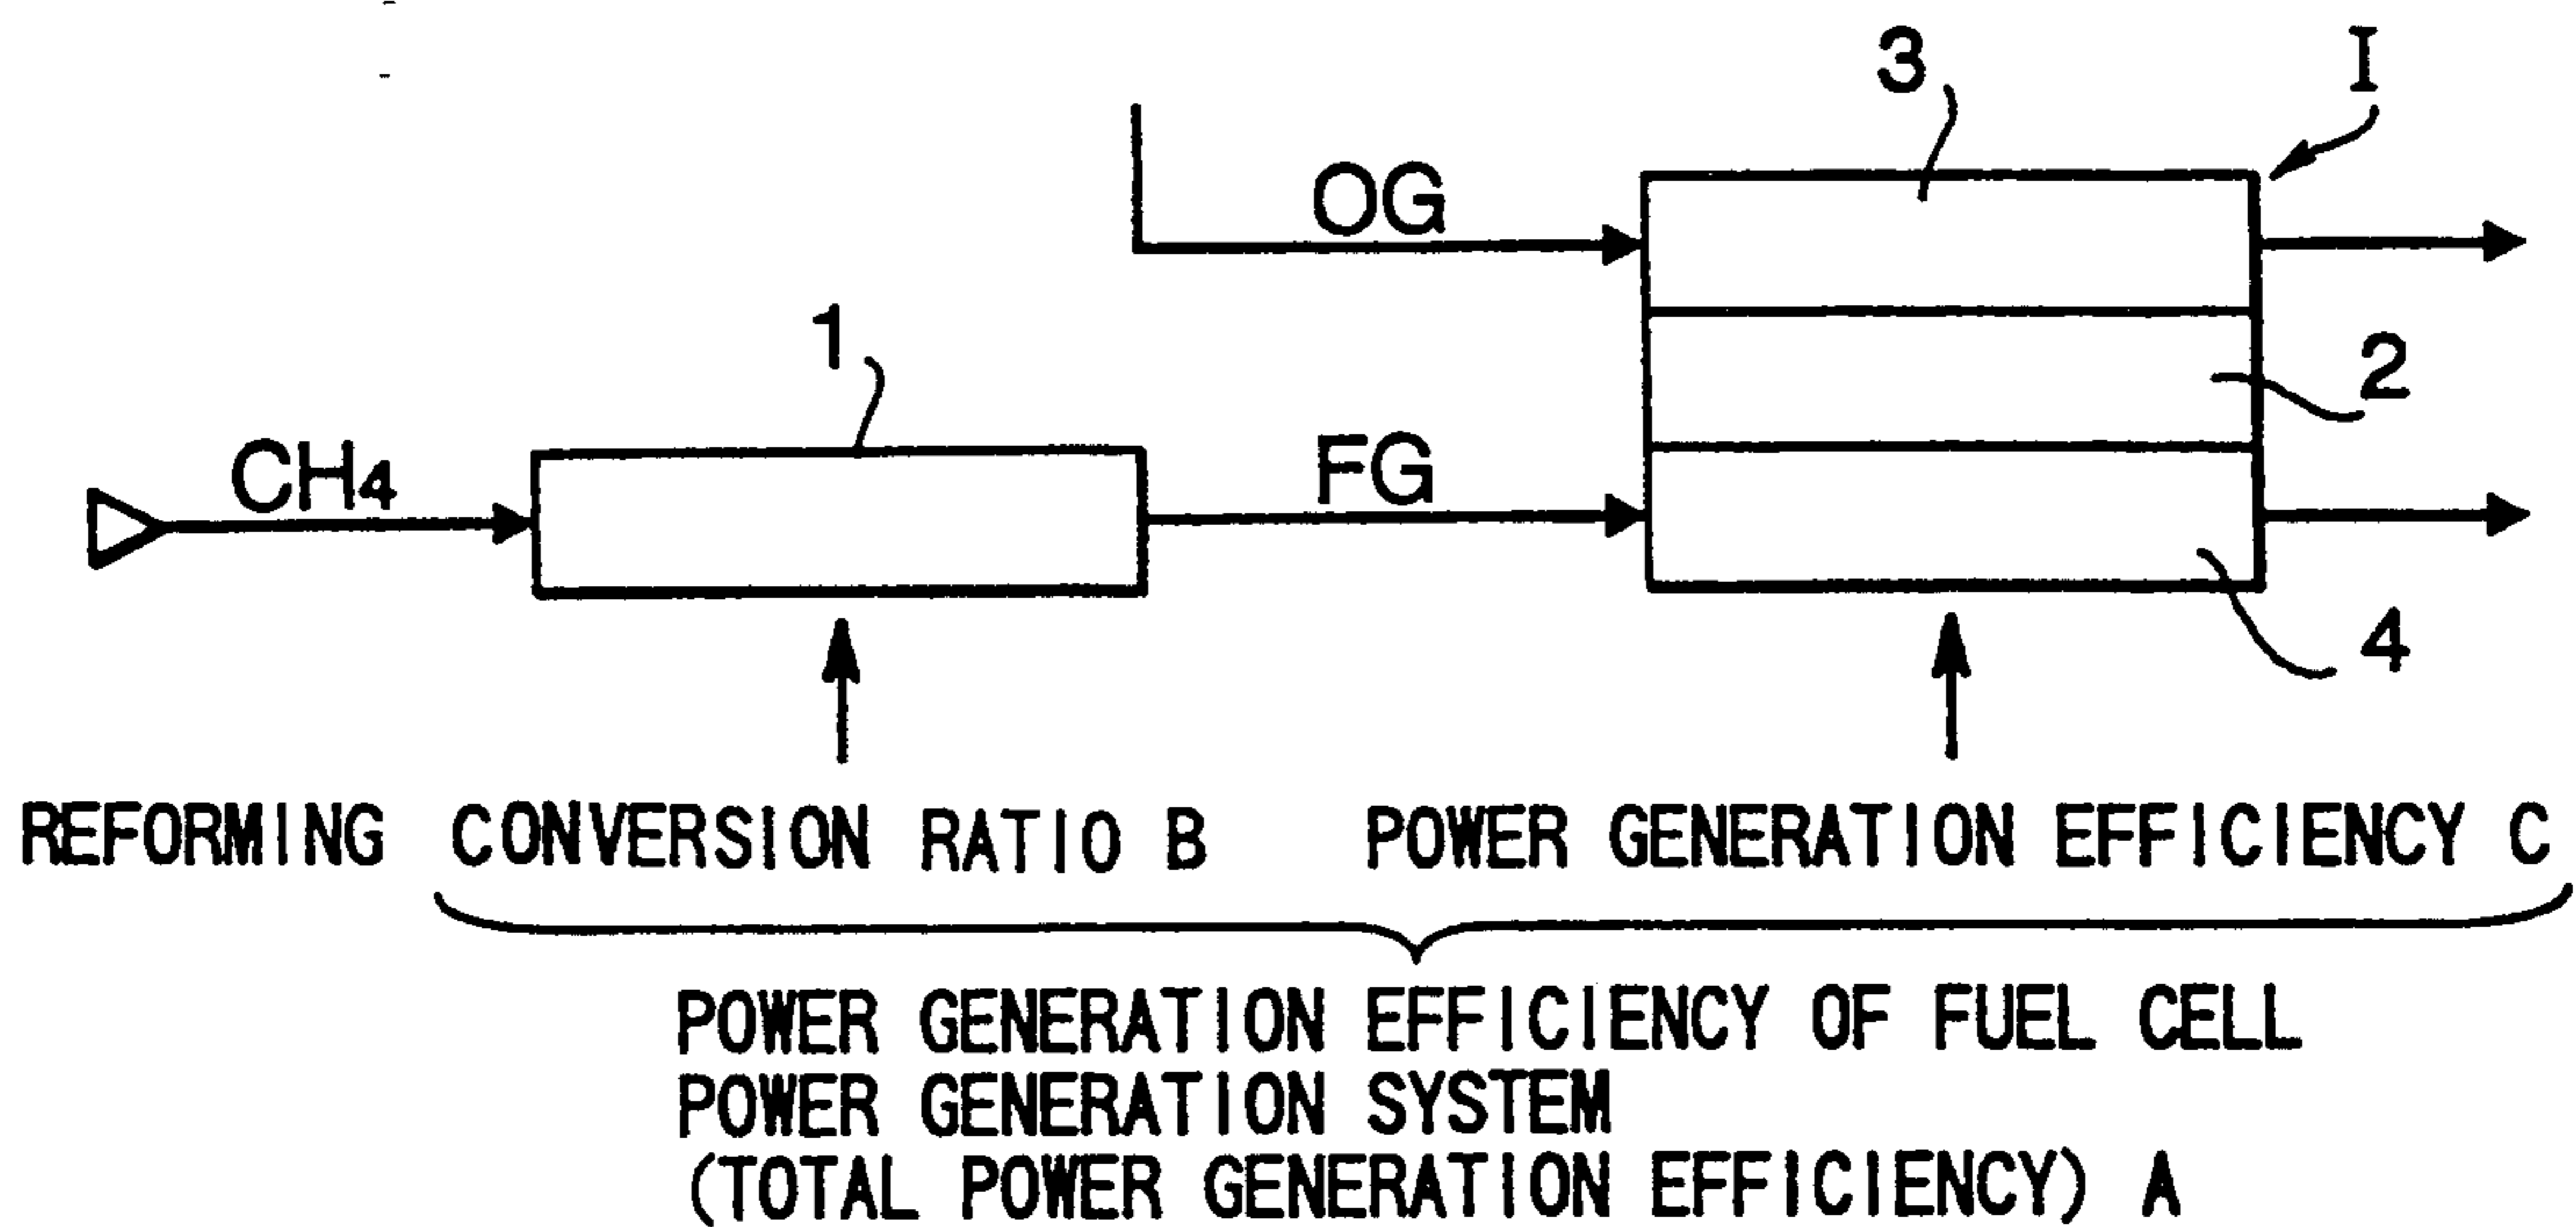 3
I
OG
1
2
CH4
FG
4
REFORMING CONVERSION RATIO B
POWER GENERATION EFFICIENCY C
POWER GENERATION EFFICIENCY OF FUEL CELL
POWER GENERATION SYSTEM
(TOTAL POWER GENERATION EFFICIENCY) A